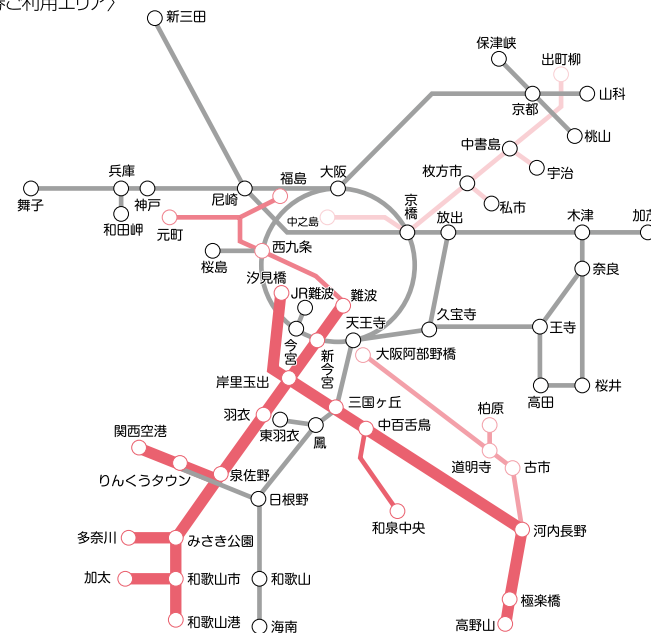 ご利用エリア〉
新三田
保津峡
出町柳
山科
京都
桃山
中書島
宇治
兵庫
福島
大阪
枚方市
京橋
私市
舞子
神戸
尼崎
放出
木津
和田岬
元町
中之島
西九条
桜島
奈良
汐見橋
JR難波
難波
久宝寺
天王寺
王寺
今宮
新今宮
大阪阿部野橋
岸里玉出
高田
桜井
三国ヶ丘
柏原
羽衣
東羽衣
鳳
中百舌鳥
関西空港
道明寺
古市
りんくうタウン
泉佐野
日根野
和泉中央
河内長野
多奈川
みさき公園
加太
和歌山市
和歌山
極楽橋
和歌山港
海南
高野山